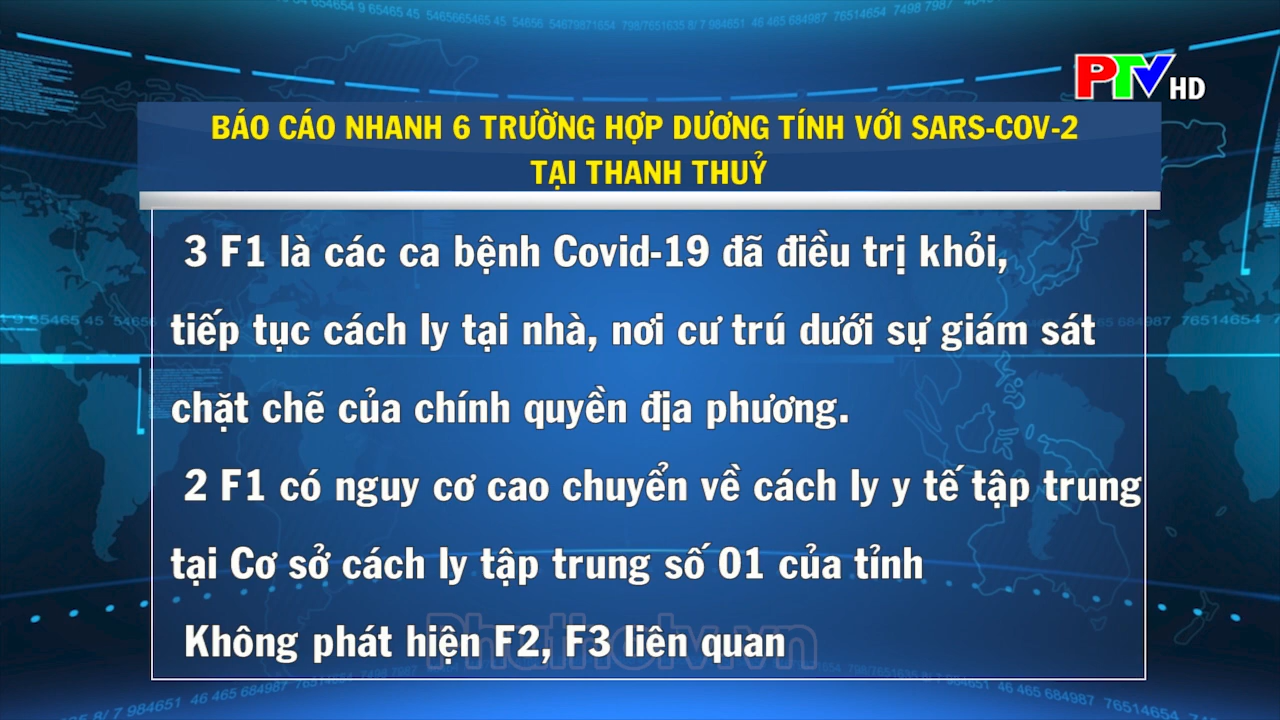 PTV HD
BÁO CÁO NHANH 6 TRƯỜNG HỢP DƯƠNG TÍNH VỚI SARS-COV-2
TẠI THANH THUỶ
3 F1 là các ca bệnh Covid-19 đã điều trị khỏi,
tiếp tục cách ly tại nhà, nơi cư trú dưới sự giám sát
chặt chẽ của chính quyền địa phương.
2 F1 có nguy cơ cao chuyển về cách ly y tế tập trung
tại Cơ sở cách ly tập trung số 01 của tỉnh
Không phát hiện F2, F3 liên quan
Phuthotv.vn